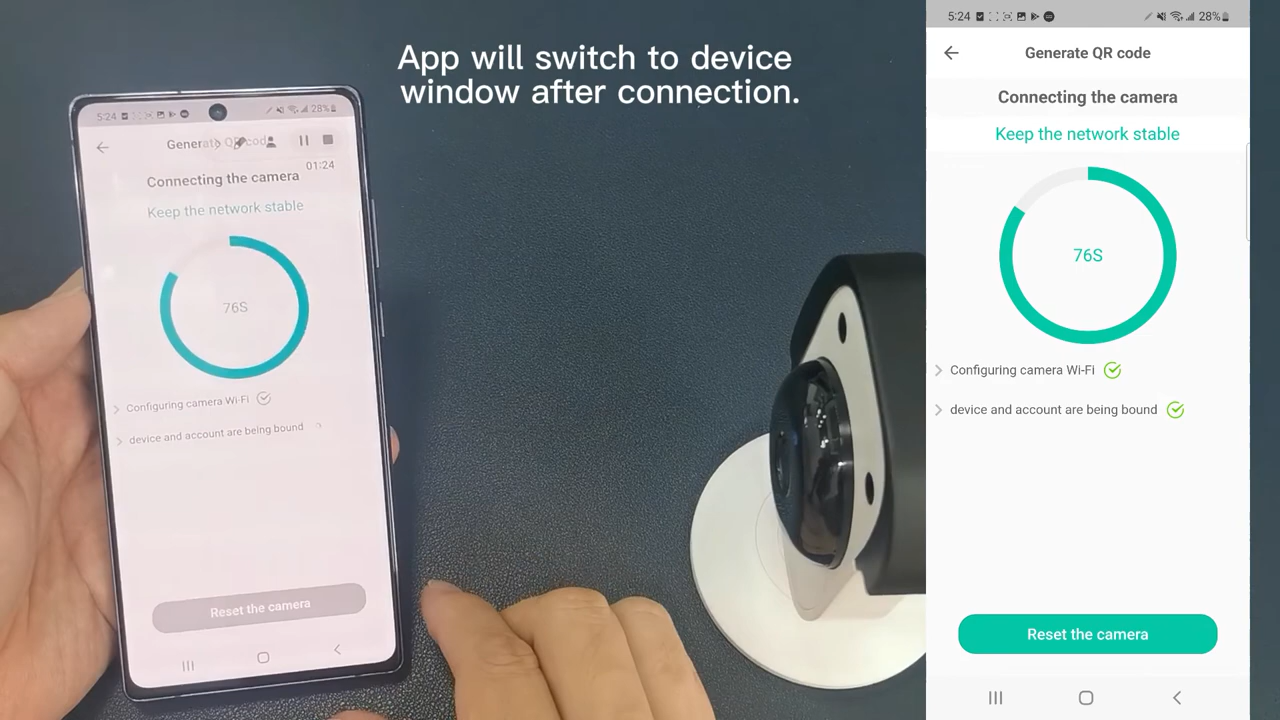 App will switch to device
window after connection.
5:24
28%
Generate QR code
01:24
Connecting the camera
Keep the network stable
76S
Configuring camera Wi-Fi
device and account are being bound
Reset the camera
5:24
28%
Generate QR code
Connecting the camera
Keep the network stable
76S
Configuring camera Wi-Fi
device and account are being bound
Reset the camera